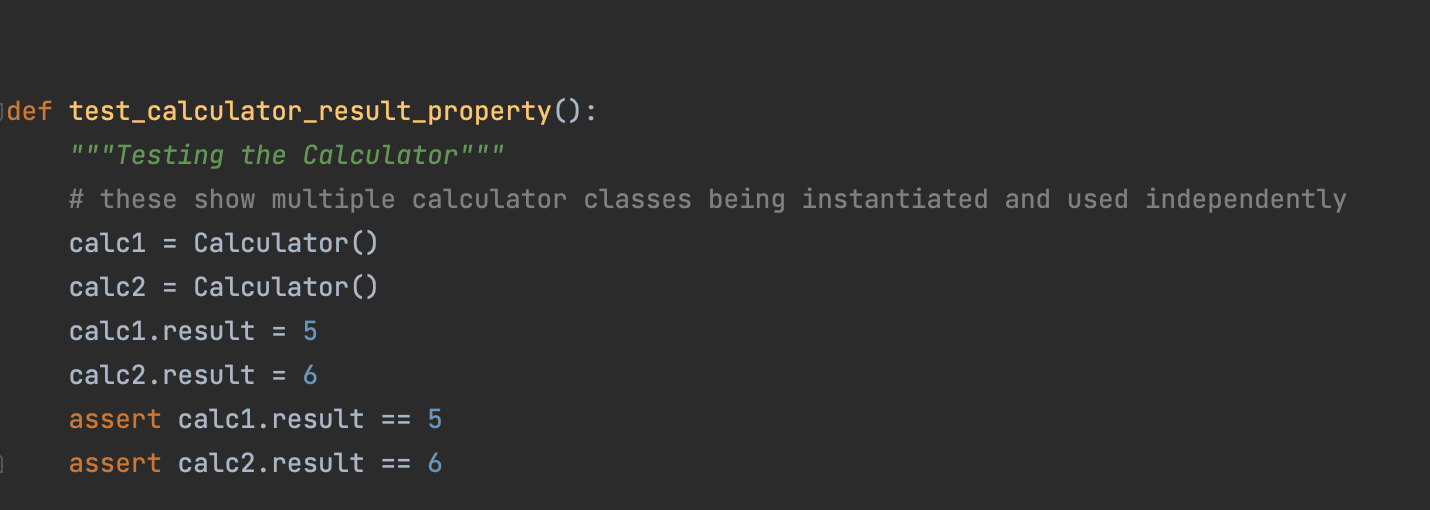 def test_calculator_result_property():
    """Testing the Calculator"""
    # these show multiple calculator classes being instantiated and used independently
    calc1 = Calculator()
    calc2 = Calculator()
    calc1.result = 5
    calc2.result = 6
    assert calc1.result == 5
    assert calc2.result == 6